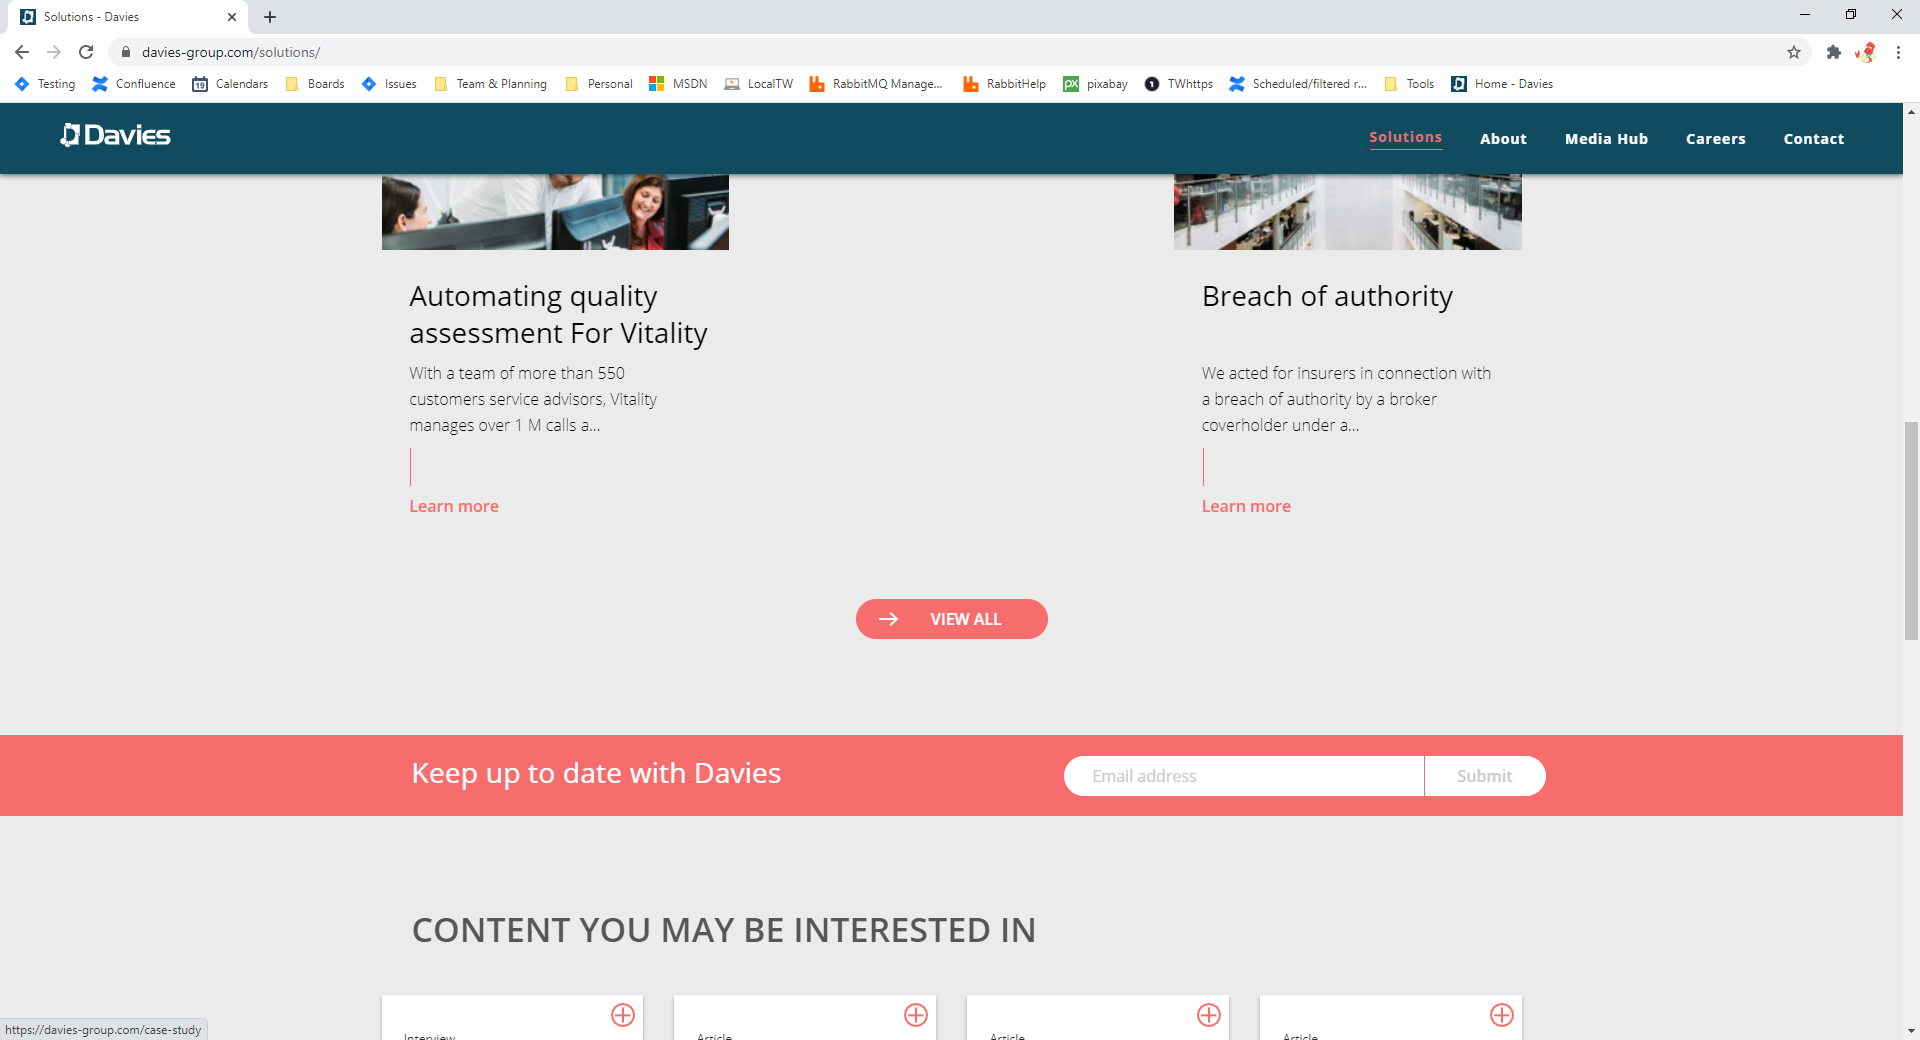 Solutions - Davies
davies-group.com/solutions/
Testing Confluence 19 Calendars Boards Issues Team & Planning Personal MSDN LocalTW RabbitMQ Manage... RabbitHelp px pixabay 1 TWhttps Scheduled/filtered r... Tools Home - Davies
Davies
Solutions About Media Hub Careers Contact
Automating quality
assessment For Vitality
With a team of more than 550
customers service advisors, Vitality
manages over 1 M calls a...
Learn more
Breach of authority
We acted for insurers in connection with
a breach of authority by a broker
coverholder under a...
Learn more
VIEW ALL
Keep up to date with Davies
Email address Submit
CONTENT YOU MAY BE INTERESTED IN
Interview Article Article Article
https://davies-group.com/case-study